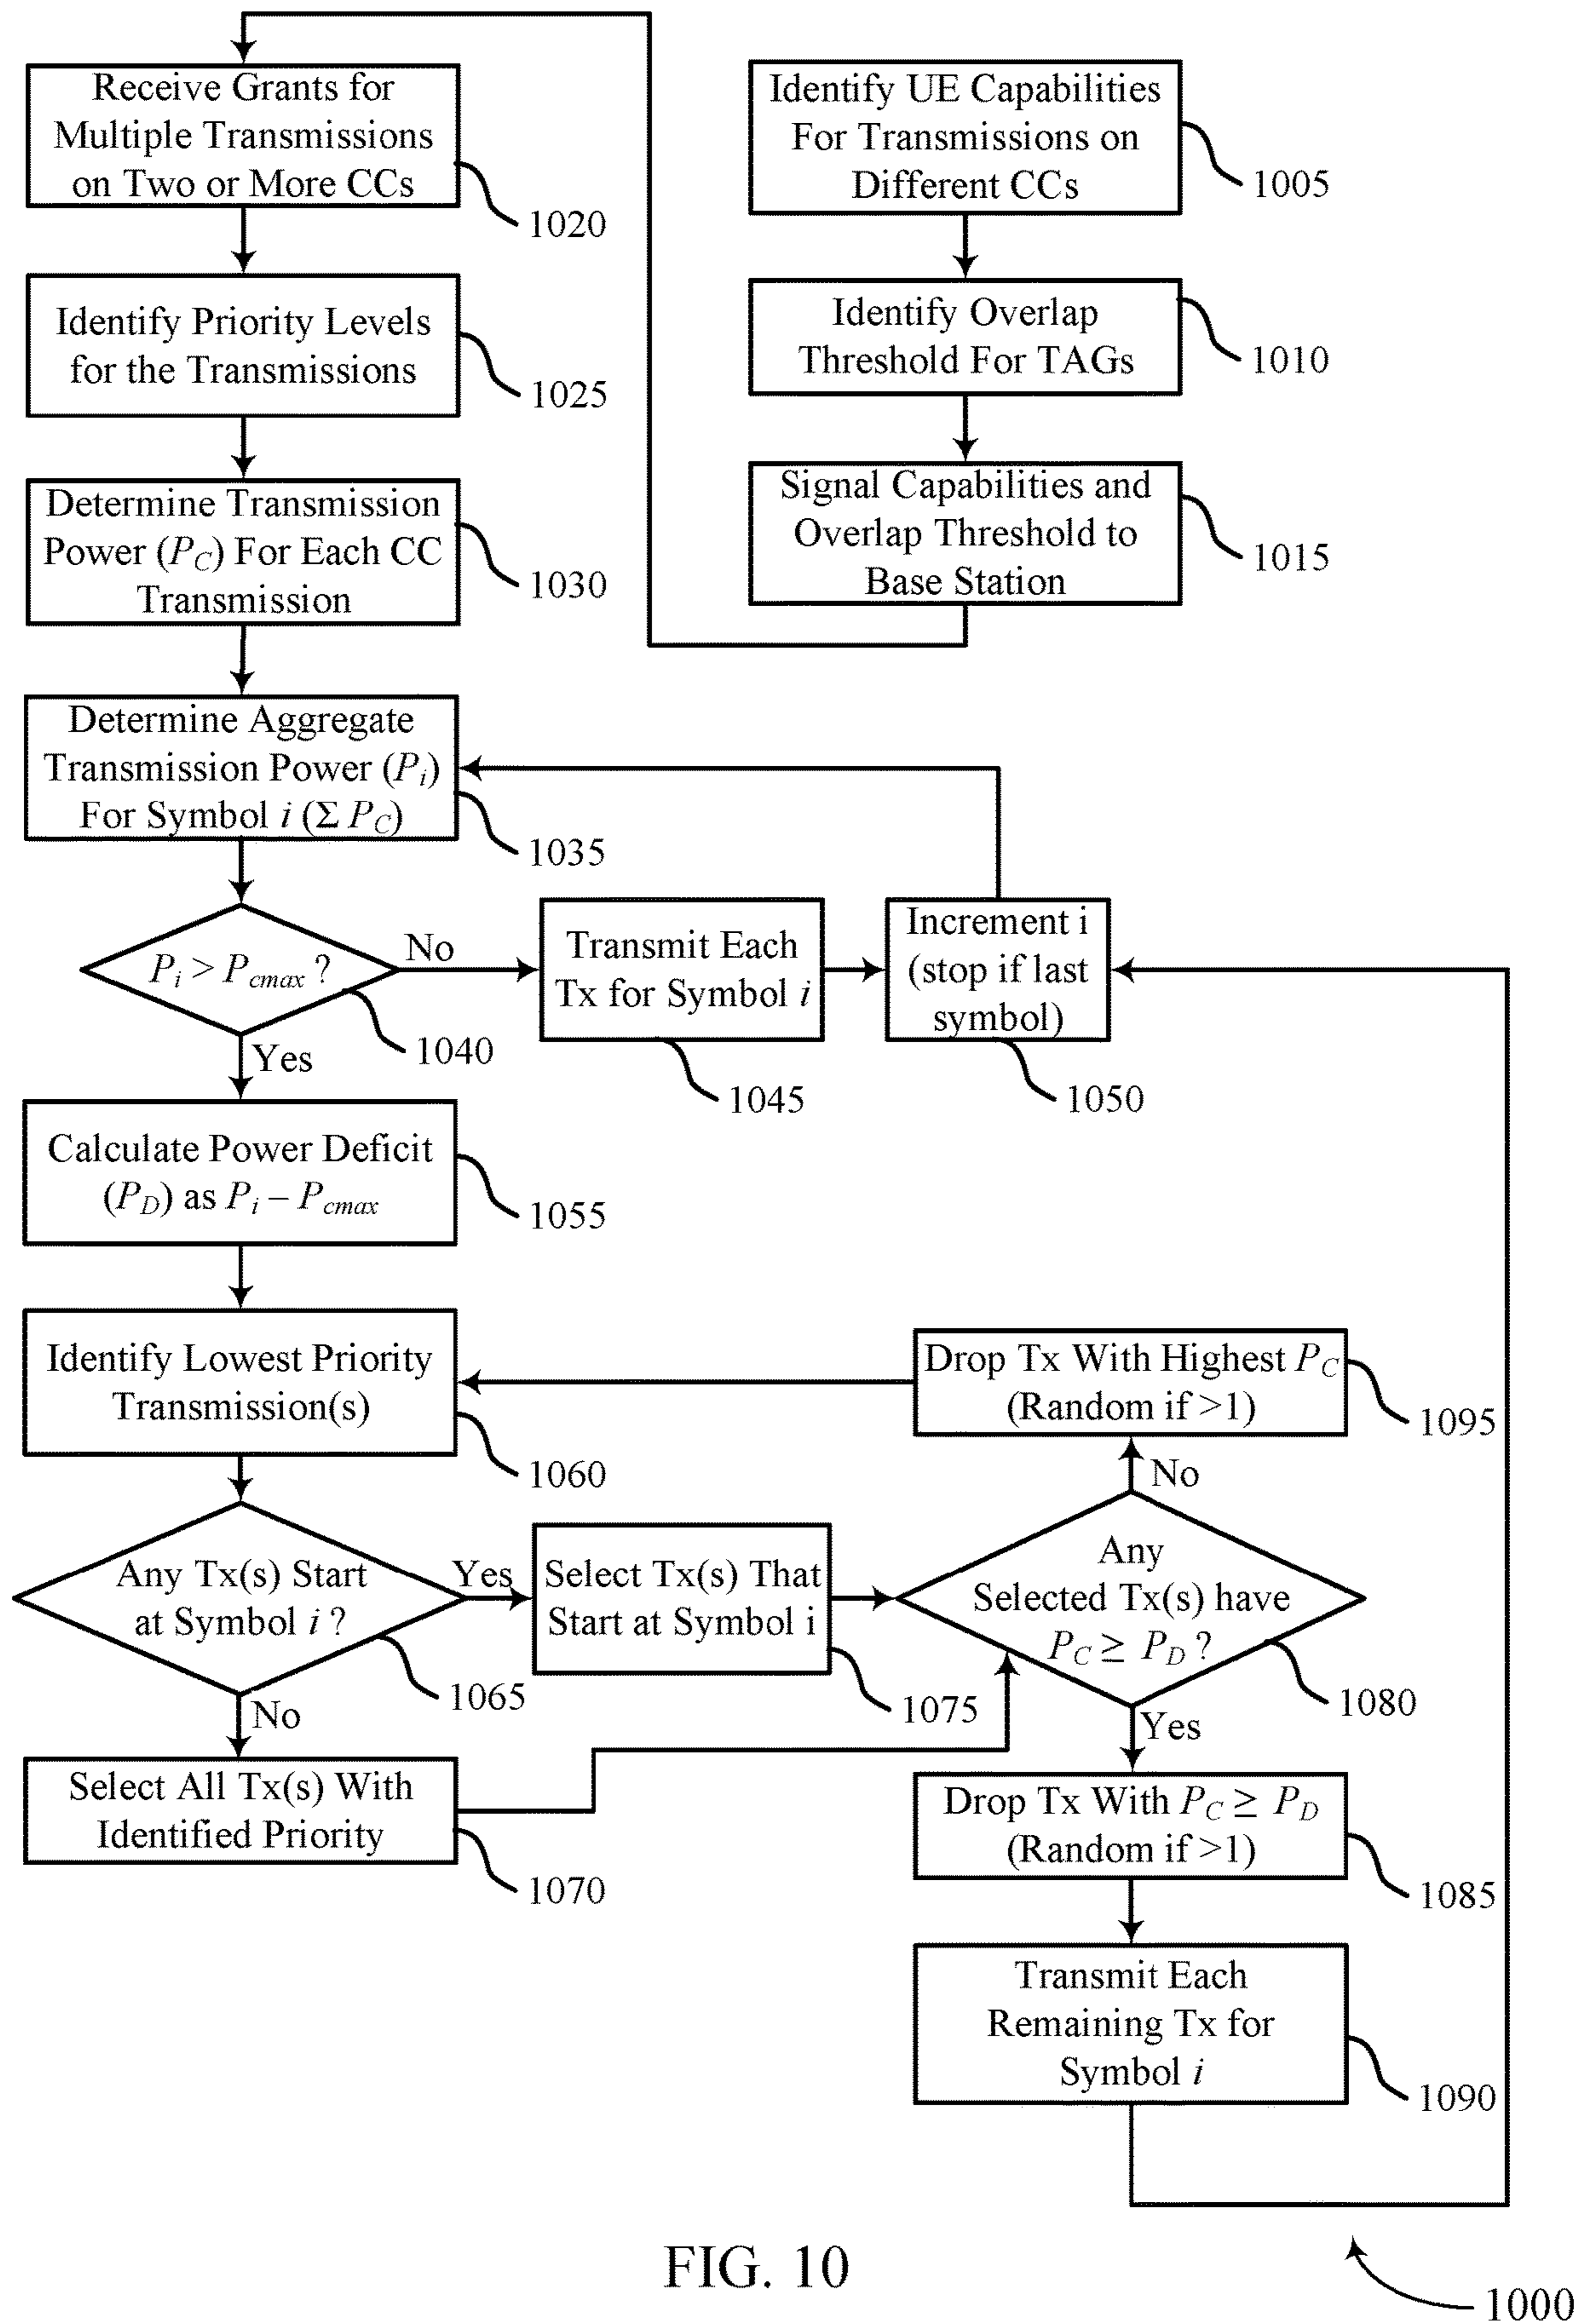 Receive Grants for
Multiple Transmissions
on Two or More CCs
1020
Identify UE Capabilities
For Transmissions on
Different CCs
1005
Identify Priority Levels
for the Transmissions
1025
Identify Overlap
Threshold For TAGs
1010
Determine Transmission
Power (P_C) For Each CC
Transmission
1030
Signal Capabilities and
Overlap Threshold to
Base Station
1015
Determine Aggregate
Transmission Power (P_i)
For Symbol i (Σ P_C)
1035
P_i > P_cmax ?
1040
No
Yes
Transmit Each
Tx for Symbol i
1045
Increment i
(stop if last
symbol)
1050
Calculate Power Deficit
(P_D) as P_i – P_cmax
1055
Identify Lowest Priority
Transmission(s)
1060
Drop Tx With Highest P_C
(Random if >1)
1095
No
Any Tx(s) Start
at Symbol i ?
1065
Yes
No
Select Tx(s) That
Start at Symbol i
1075
Any
Selected Tx(s) have
P_C ≥ P_D ?
1080
Yes
Select All Tx(s) With
Identified Priority
1070
Drop Tx With P_C ≥ P_D
(Random if >1)
1085
Transmit Each
Remaining Tx for
Symbol i
1090
FIG. 10
1000